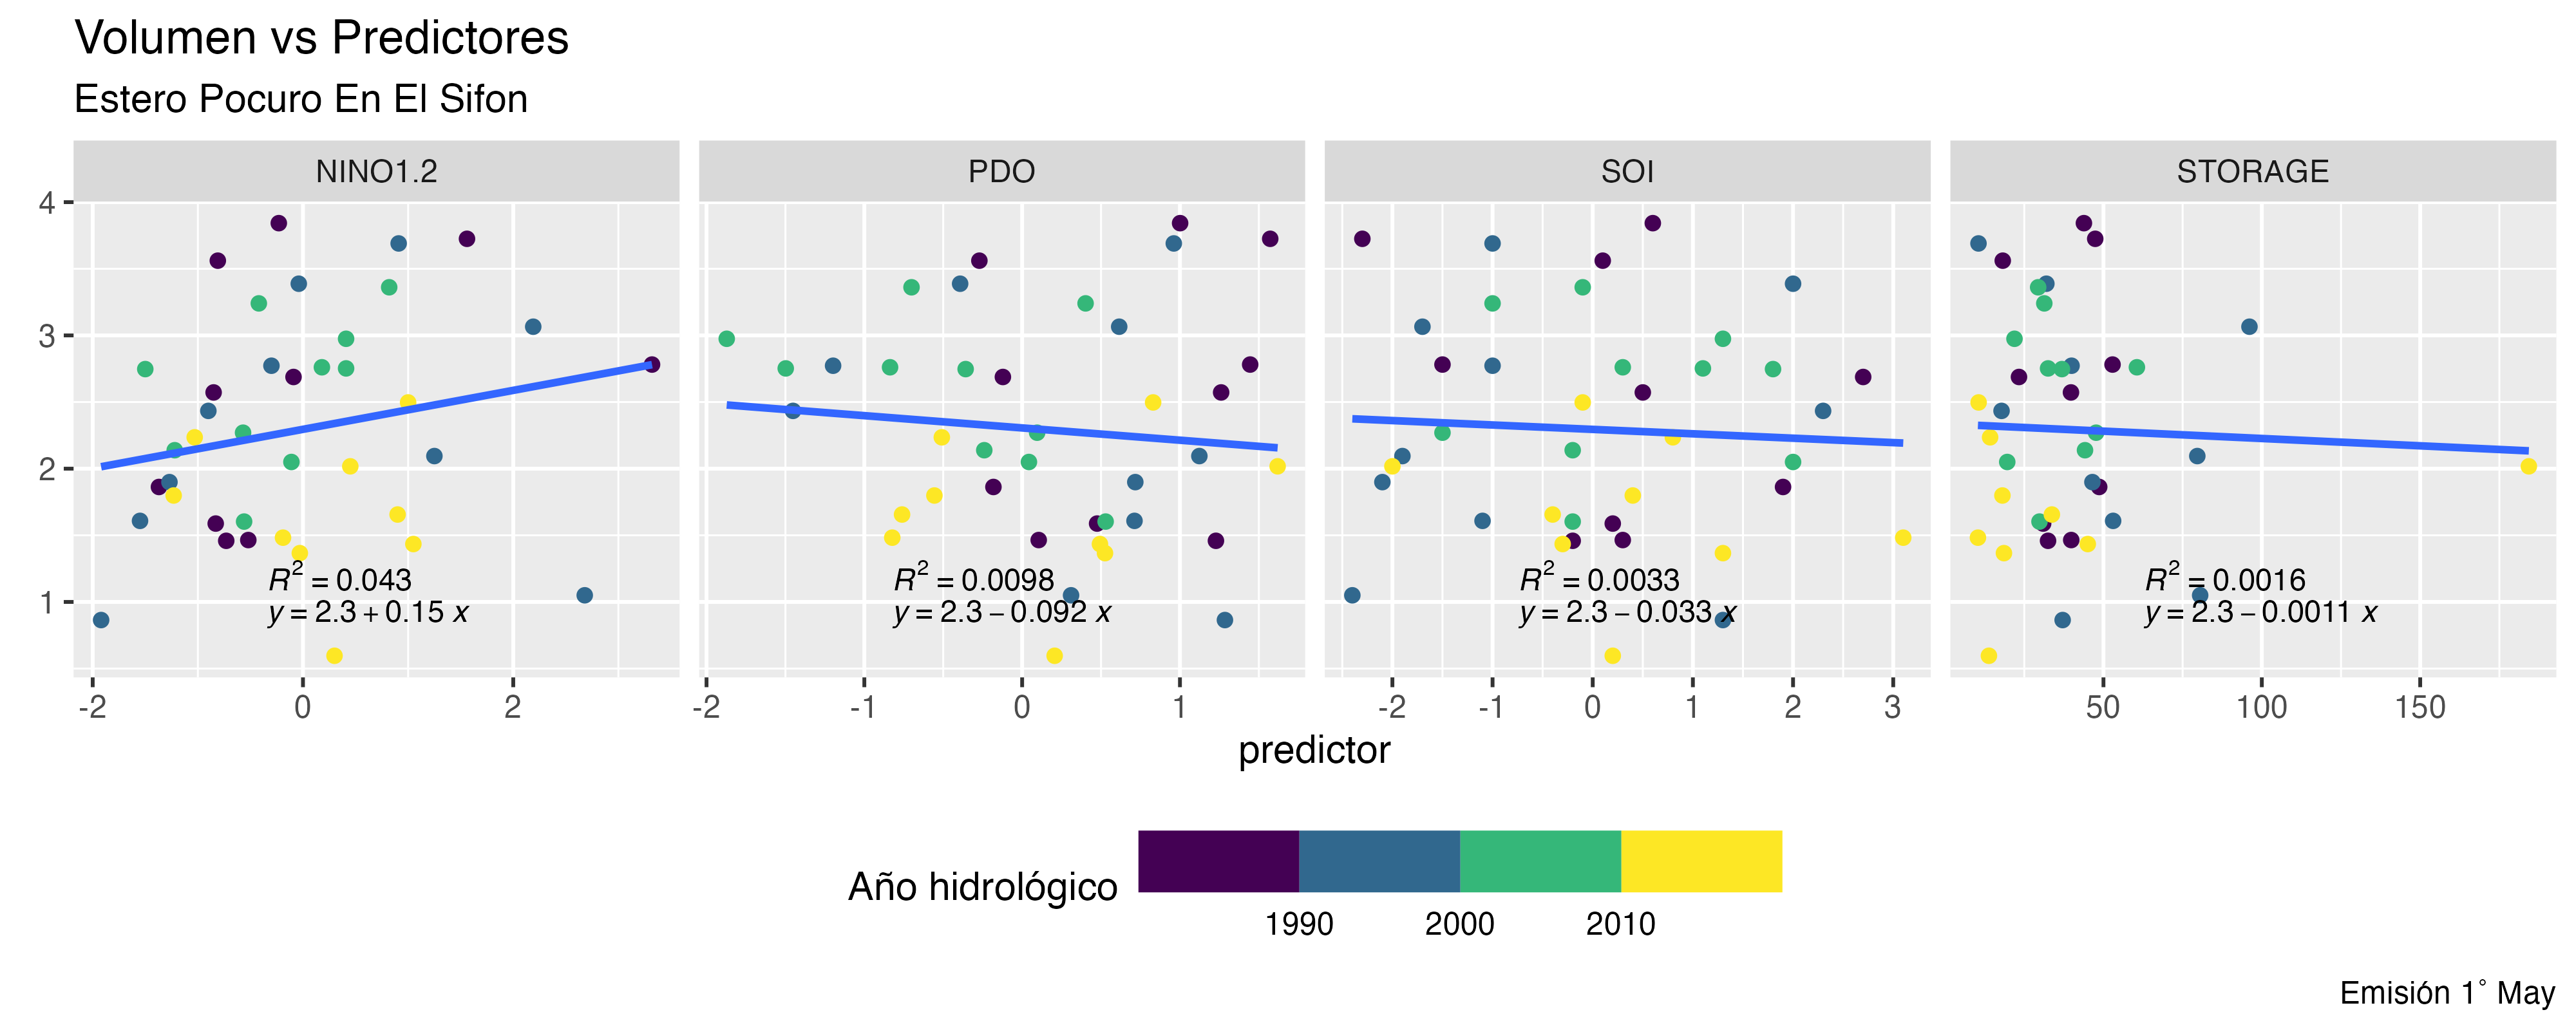 Volumen vs Predictores
Estero Pocuro En El Sifon
NINO1.2 PDO SOI STORAGE
4
3
2
1
R² = 0.043 R² = 0.0098 R² = 0.0033 R² = 0.0016
y = 2.3 + 0.15 x y = 2.3 − 0.092 x y = 2.3 − 0.033 x y = 2.3 − 0.0011 x
-2 0 2 -2 -1 0 1 -2 -1 0 1 2 3 50 100 150
predictor
Año hidrológico
1990 2000 2010
Emisión 1° May